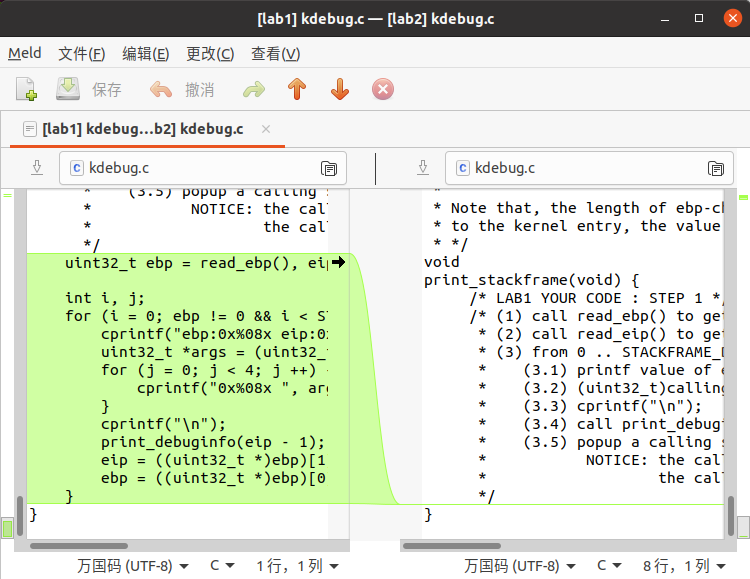 [lab1] kdebug.c — [lab2] kdebug.c
Meld 文件(F) 编辑(E) 更改(C) 查看(V)
保存 撤消
[lab1] kdebug…b2] kdebug.c
kdebug.c
kdebug.c
* (3.5) popup a calling s
* NOTICE: the cal
* the ca
*/
uint32_t ebp = read_ebp(), eip
int i, j;
for (i = 0; ebp != 0 && i < ST
cprintf("ebp:0x%08x eip:0x
uint32_t *args = (uint32_t
for (j = 0; j < 4; j ++) {
cprintf("0x%08x ", arg
}
cprintf("\n");
print_debuginfo(eip - 1);
eip = ((uint32_t *)ebp)[1
ebp = ((uint32_t *)ebp)[0
}
}
*
* Note that, the length of ebp-ch
* to the kernel entry, the value
* */
void
print_stackframe(void) {
/* LAB1 YOUR CODE : STEP 1 */
/* (1) call read_ebp() to get
* (2) call read_eip() to get
* (3) from 0 .. STACKFRAME_D
* (3.1) printf value of e
* (3.2) (uint32_t)calling
* (3.3) cprintf("\n");
* (3.4) call print_debugi
* (3.5) popup a calling s
* NOTICE: the cal
* the ca
*/
}
万国码 (UTF-8) C 1 行，1 列
万国码 (UTF-8) C 8 行，1 列